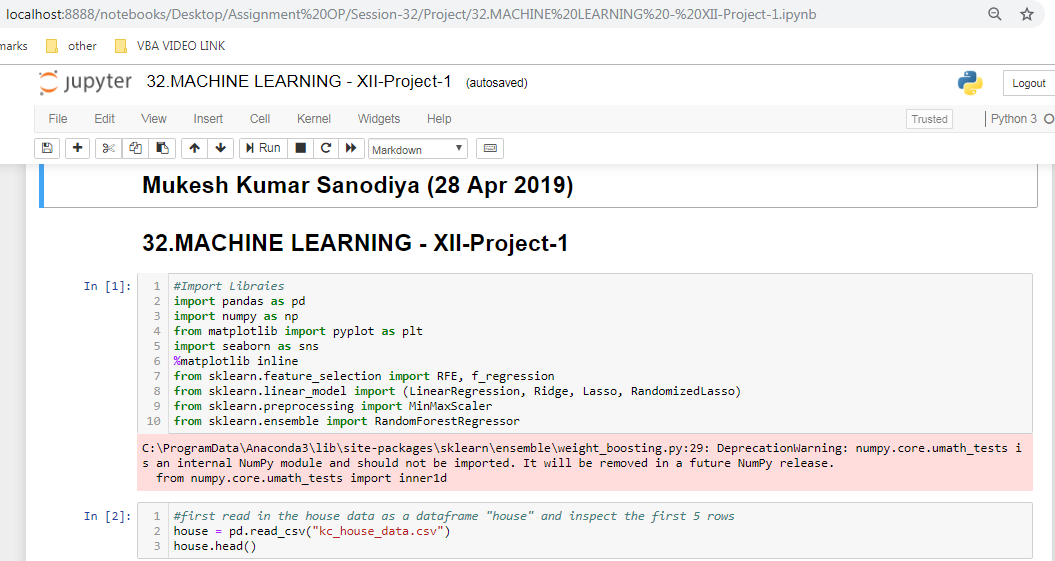 localhost:8888/notebooks/Desktop/Assignment%20OP/Session-32/Project/32.MACHINE%20LEARNING%20-%20XII-Project-1.ipynb
marks other VBA VIDEO LINK
jupyter 32.MACHINE LEARNING - XII-Project-1 (autosaved) Logout
File Edit View Insert Cell Kernel Widgets Help Trusted Python 3
Run Markdown
Mukesh Kumar Sanodiya (28 Apr 2019)
32.MACHINE LEARNING - XII-Project-1
In [1]: 1 #Import Libraies
2 import pandas as pd
3 import numpy as np
4 from matplotlib import pyplot as plt
5 import seaborn as sns
6 %matplotlib inline
7 from sklearn.feature_selection import RFE, f_regression
8 from sklearn.linear_model import (LinearRegression, Ridge, Lasso, RandomizedLasso)
9 from sklearn.preprocessing import MinMaxScaler
10 from sklearn.ensemble import RandomForestRegressor
C:\ProgramData\Anaconda3\lib\site-packages\sklearn\ensemble\weight_boosting.py:29: DeprecationWarning: numpy.core.umath_tests i
s an internal NumPy module and should not be imported. It will be removed in a future NumPy release.
from numpy.core.umath_tests import inner1d
In [2]: 1 #first read in the house data as a dataframe "house" and inspect the first 5 rows
2 house = pd.read_csv("kc_house_data.csv")
3 house.head()